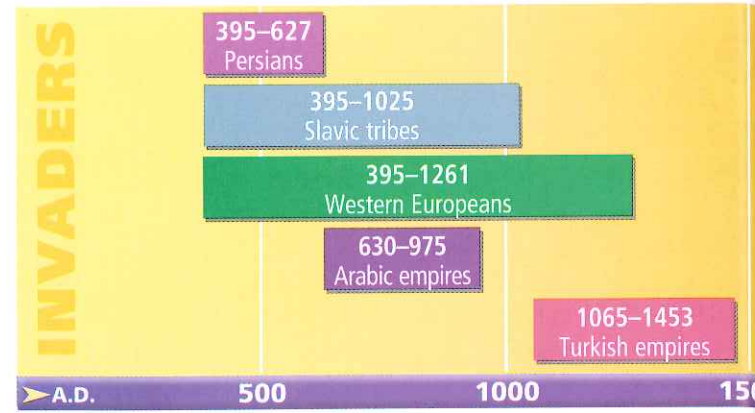 INVADERS
395–627
Persians
395–1025
Slavic tribes
395–1261
Western Europeans
630–975
Arabic empires
1065–1453
Turkish empires
A.D. 500 1000 150